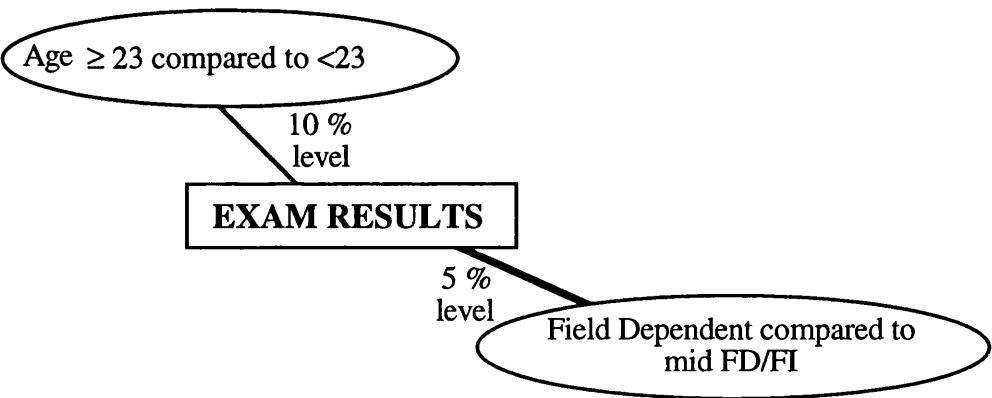 Age ≥ 23 compared to <23
10 %
level
EXAM RESULTS
5 %
level
Field Dependent compared to
mid FD/FI